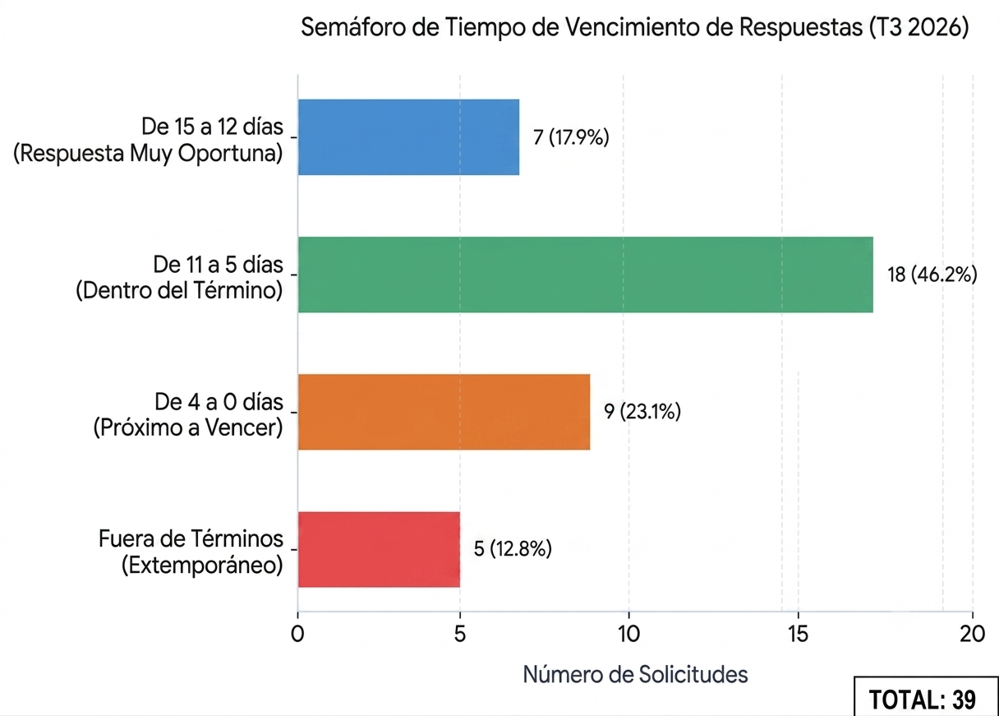 Semáforo de Tiempo de Vencimiento de Respuestas (T3 2026)
De 15 a 12 días
(Respuesta Muy Oportuna)
7 (17.9%)
De 11 a 5 días
(Dentro del Término)
18 (46.2%)
De 4 a 0 días
(Próximo a Vencer)
9 (23.1%)
Fuera de Términos
(Extemporáneo)
5 (12.8%)
0 5 10 15 20
Número de Solicitudes
TOTAL: 39